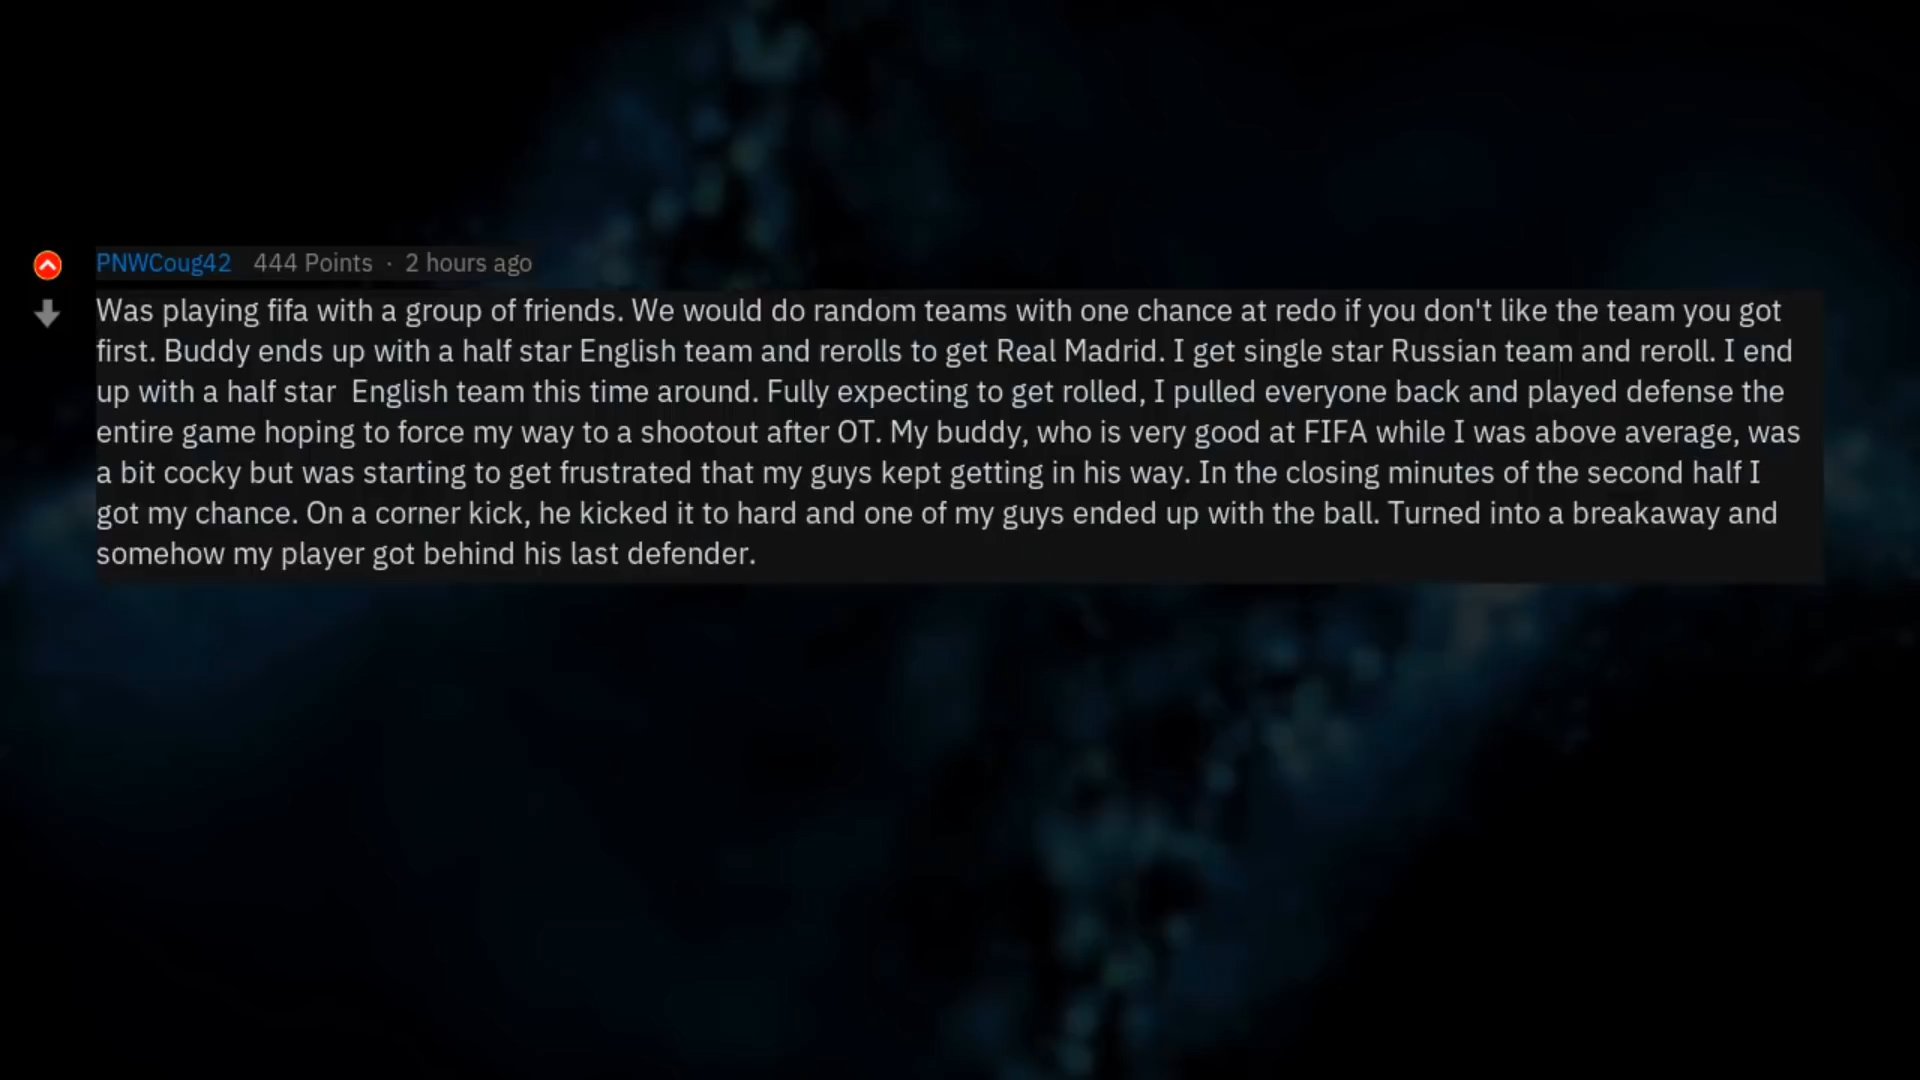 PNWCoug42 444 Points · 2 hours ago
Was playing fifa with a group of friends. We would do random teams with one chance at redo if you don't like the team you got
first. Buddy ends up with a half star English team and rerolls to get Real Madrid. I get single star Russian team and reroll. I end
up with a half star  English team this time around. Fully expecting to get rolled, I pulled everyone back and played defense the
entire game hoping to force my way to a shootout after OT. My buddy, who is very good at FIFA while I was above average, was
a bit cocky but was starting to get frustrated that my guys kept getting in his way. In the closing minutes of the second half I
got my chance. On a corner kick, he kicked it to hard and one of my guys ended up with the ball. Turned into a breakaway and
somehow my player got behind his last defender.